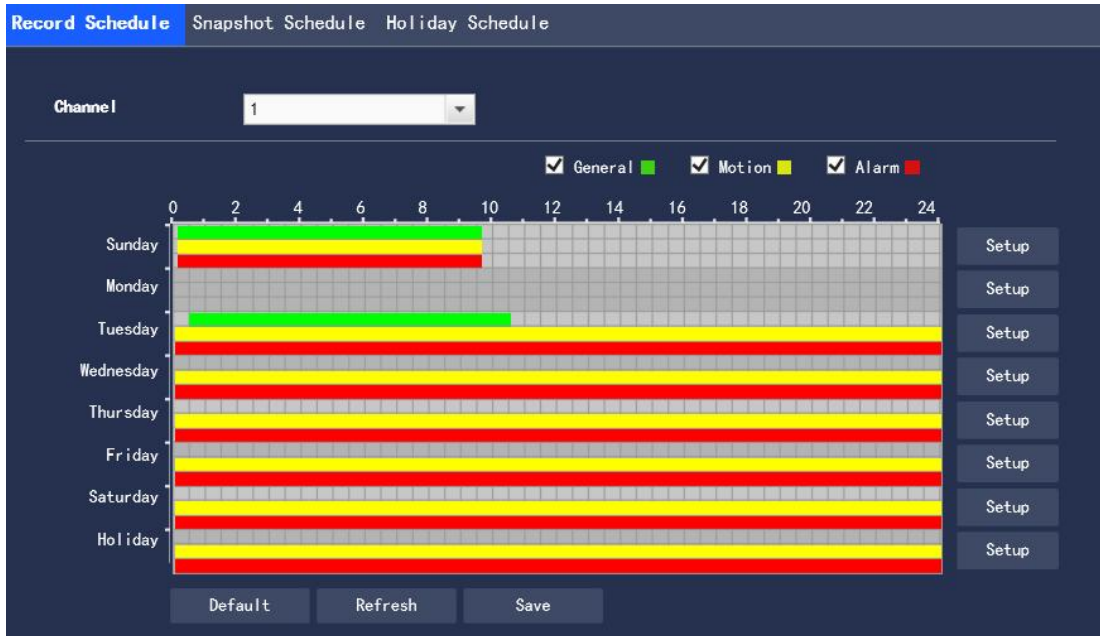 Record Schedule Snapshot Schedule Holiday Schedule
Channel 1
General Motion Alarm
0 2 4 6 8 10 12 14 16 18 20 22 24
Sunday Setup
Monday Setup
Tuesday Setup
Wednesday Setup
Thursday Setup
Friday Setup
Saturday Setup
Holiday Setup
Default Refresh Save